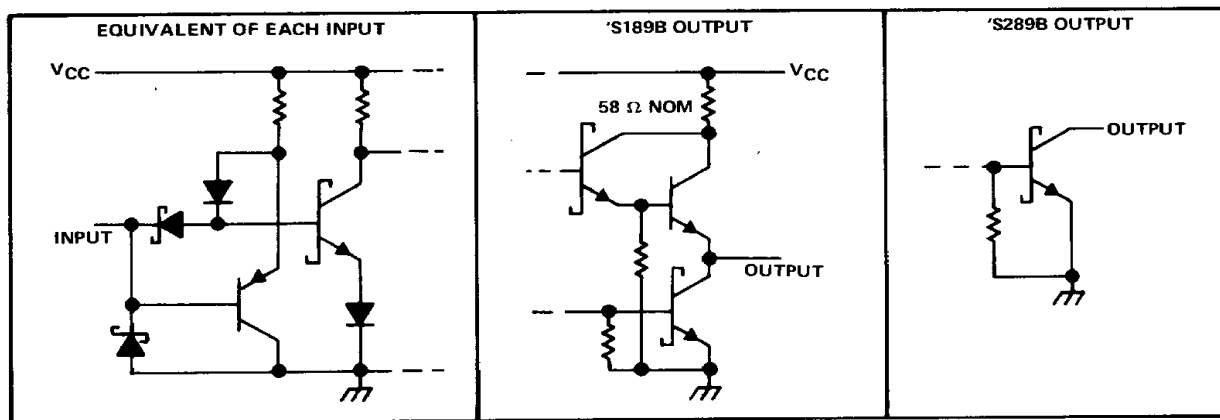 EQUIVALENT OF EACH INPUT
VCC
INPUT
'S189B OUTPUT
VCC
58 Ω NOM
OUTPUT
'S289B OUTPUT
OUTPUT